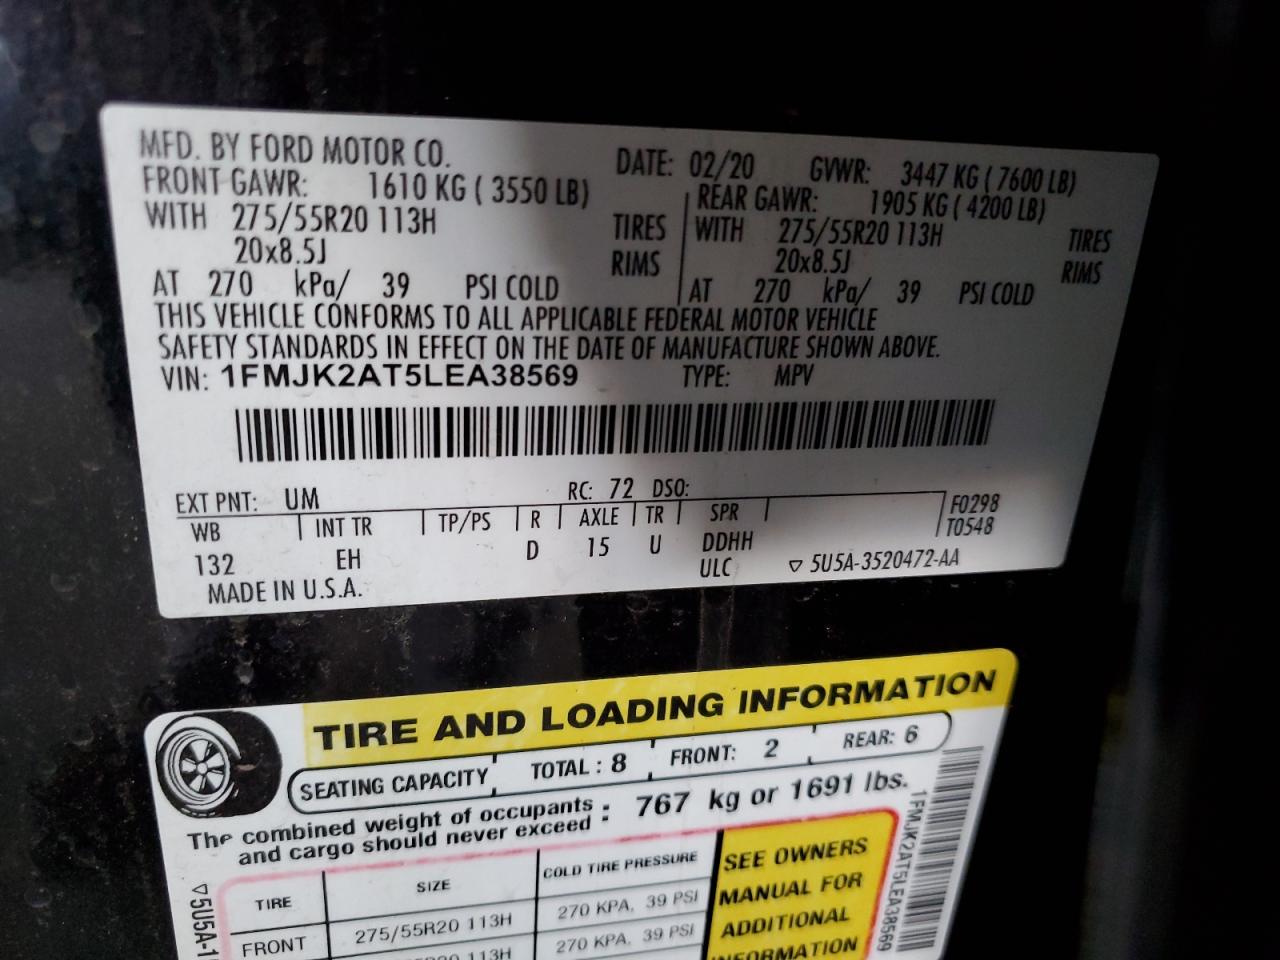 MFD. BY FORD MOTOR CO. DATE: 02/20 GVWR: 3447 KG ( 7600 LB)
FRONT GAWR: 1610 KG ( 3550 LB) REAR GAWR: 1905 KG ( 4200 LB)
WITH 275/55R20 113H TIRES WITH 275/55R20 113H TIRES
20x8.5J RIMS 20x8.5J RIMS
AT 270 kPa/ 39 PSI COLD AT 270 kPa/ 39 PSI COLD
THIS VEHICLE CONFORMS TO ALL APPLICABLE FEDERAL MOTOR VEHICLE
SAFETY STANDARDS IN EFFECT ON THE DATE OF MANUFACTURE SHOWN ABOVE.
VIN: 1FMJK2AT5LEA38569 TYPE: MPV
EXT PNT: UM RC: 72 DSO:
WB INT TR TP/PS R AXLE TR SPR F0298
T0548
132 EH D 15 U DDHH
ULC ▽ 5U5A-3520472-AA
MADE IN U.S.A.
TIRE AND LOADING INFORMATION
SEATING CAPACITY TOTAL : 8 FRONT: 2 REAR: 6
The combined weight of occupants
and cargo should never exceed : 767 kg or 1691 lbs.
TIRE SIZE COLD TIRE PRESSURE
FRONT 275/55R20 113H 270 KPA, 39 PSI
113H 270 KPA, 39 PSI
SEE OWNERS
MANUAL FOR
ADDITIONAL
INFORMATION
1FMJK2AT5LEA38569
▽5U5A-1